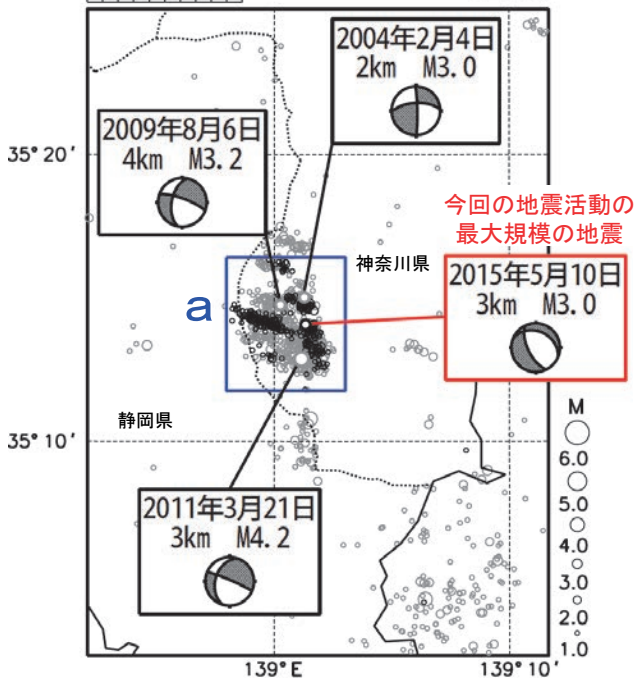 2004年2月4日
2km M3.0
2009年8月6日
4km M3.2
35°20'
今回の地震活動の
最大規模の地震
神奈川県
2015年5月10日
3km M3.0
a
静岡県
35°10'
2011年3月21日
3km M4.2
M
6.0
5.0
4.0
3.0
2.0
1.0
139°E
139°10'